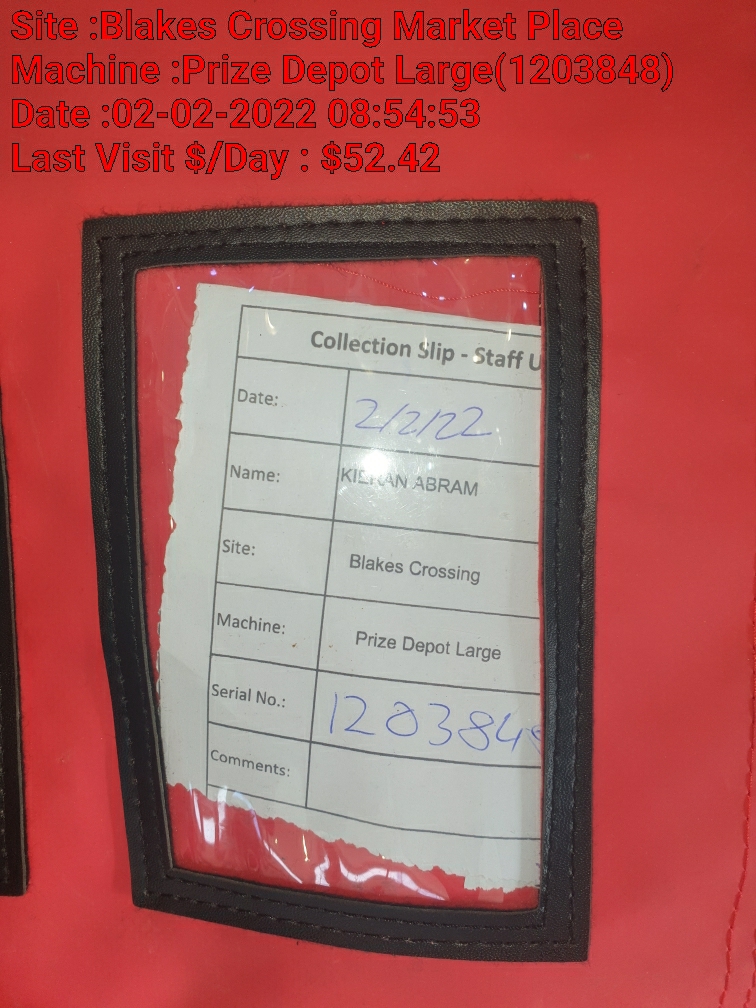 Site :Blakes Crossing Market Place
Machine :Prize Depot Large(1203848)
Date :02-02-2022 08:54:53
Last Visit $/Day : $52.42
Collection Slip - Staff U
Date: 2/2/22
Name: KIERAN ABRAM
Site: Blakes Crossing
Machine: Prize Depot Large
Serial No.: 1203848
Comments: